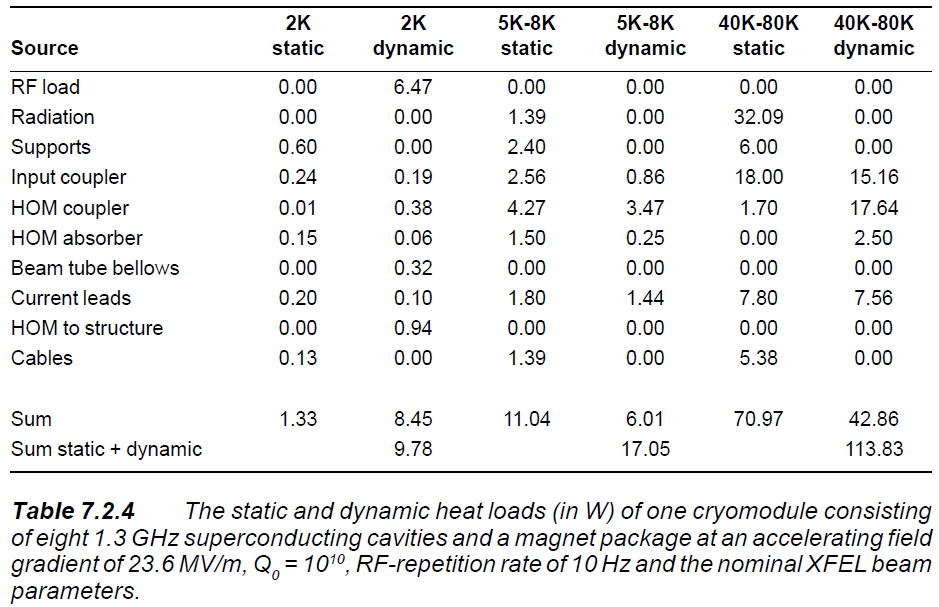 2K 2K 5K-8K 5K-8K 40K-80K 40K-80K
Source static dynamic static dynamic static dynamic
RF load 0.00 6.47 0.00 0.00 0.00 0.00
Radiation 0.00 0.00 1.39 0.00 32.09 0.00
Supports 0.60 0.00 2.40 0.00 6.00 0.00
Input coupler 0.24 0.19 2.56 0.86 18.00 15.16
HOM coupler 0.01 0.38 4.27 3.47 1.70 17.64
HOM absorber 0.15 0.06 1.50 0.25 0.00 2.50
Beam tube bellows 0.00 0.32 0.00 0.00 0.00 0.00
Current leads 0.20 0.10 1.80 1.44 7.80 7.56
HOM to structure 0.00 0.94 0.00 0.00 0.00 0.00
Cables 0.13 0.00 1.39 0.00 5.38 0.00
Sum 1.33 8.45 11.04 6.01 70.97 42.86
Sum static + dynamic 9.78 17.05 113.83
Table 7.2.4 The static and dynamic heat loads (in W) of one cryomodule consisting
of eight 1.3 GHz superconducting cavities and a magnet package at an accelerating field
gradient of 23.6 MV/m, Q₀ = 10¹⁰, RF-repetition rate of 10 Hz and the nominal XFEL beam
parameters.